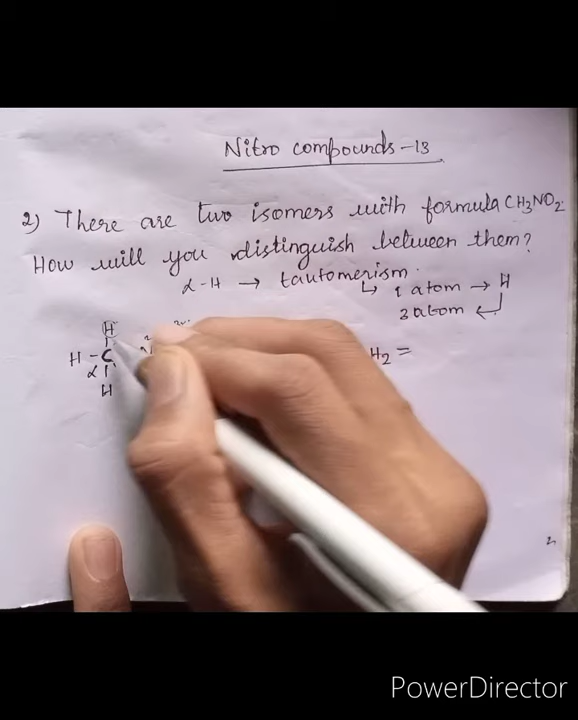 Nitro compounds-13
2) There are two isomers with formula CH3NO2.
How will you distinguish between them?
α-H → tautomerism.
↳ 1 atom → H
3 atom ↵
H
H - C
α
H
H2 =
PowerDirector